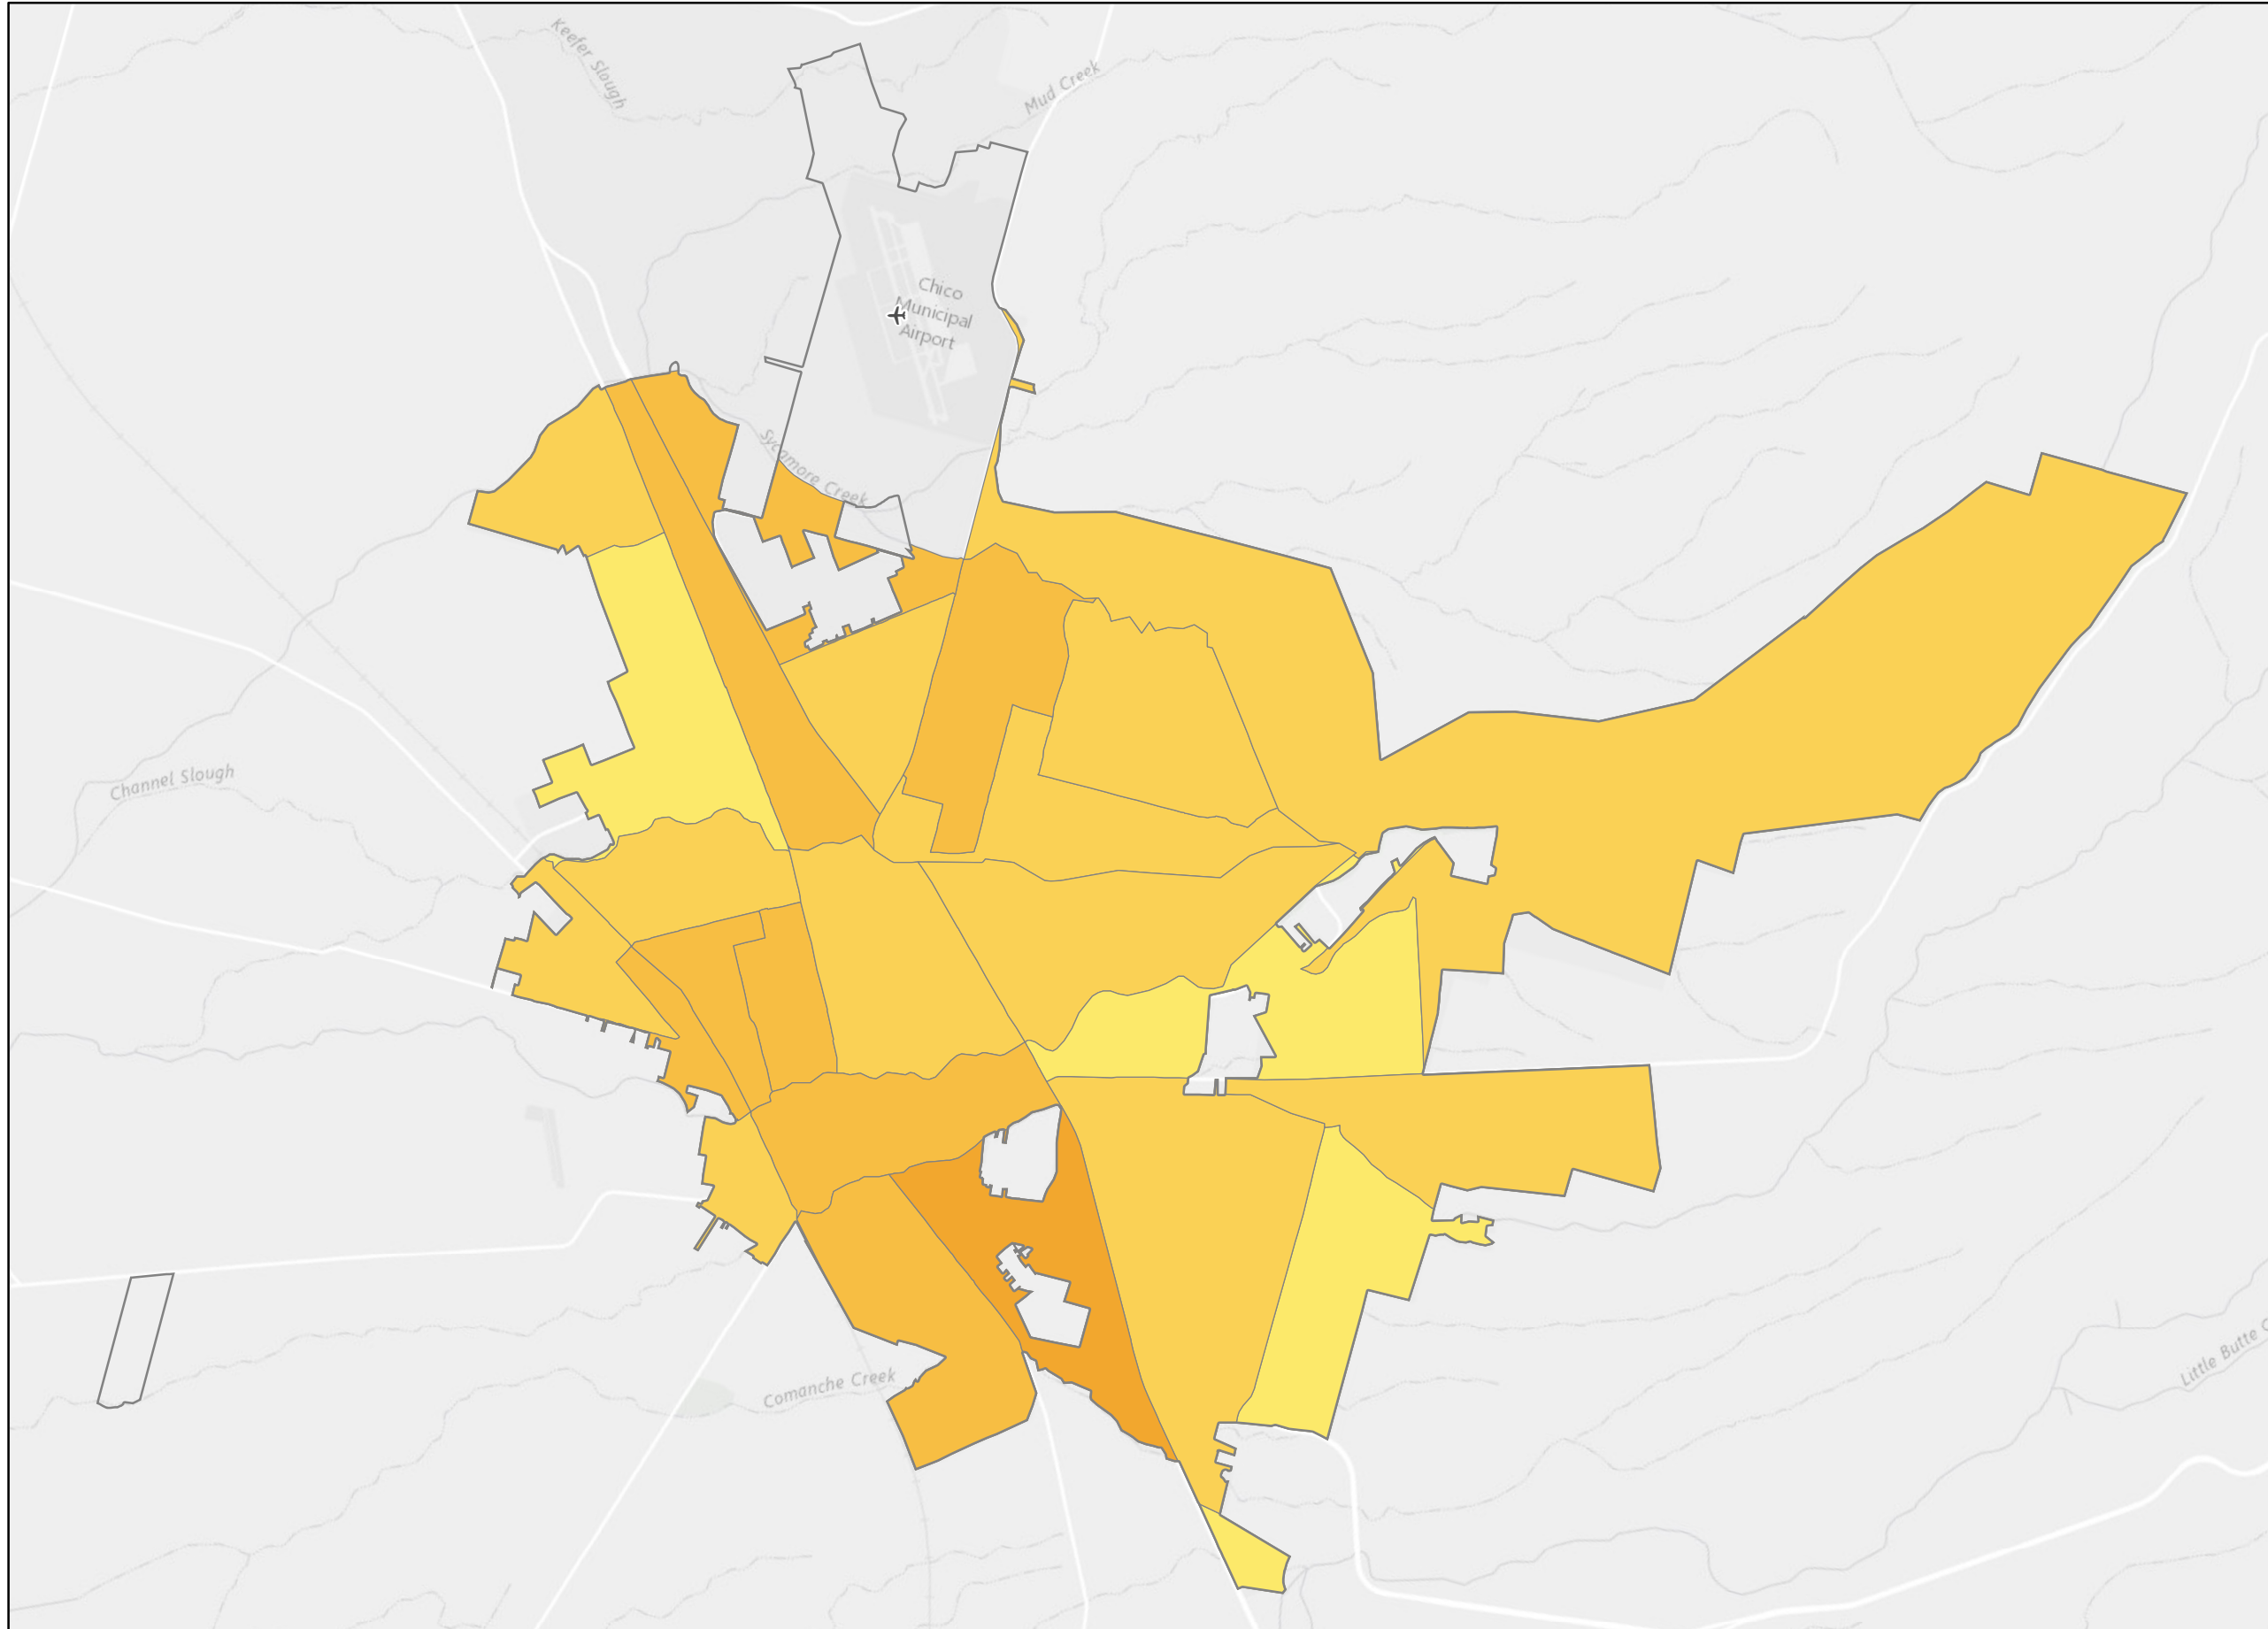 Keefer Slough
Mud Creek
Chico
Municipal
Airport
Sycamore Creek
Channel Slough
Comanche Creek
Little Butte C